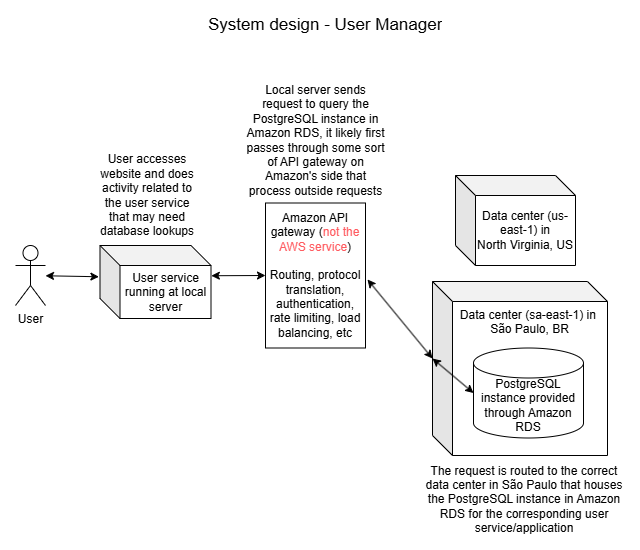 System design - User Manager
Local server sends
request to query the
PostgreSQL instance in
Amazon RDS, it likely first
passes through some sort
of API gateway on
Amazon's side that
process outside requests
User accesses
website and does
activity related to
the user service
that may need
database lookups
User
User service
running at local
server
Amazon API
gateway (not the
AWS service)
Routing, protocol
translation,
authentication,
rate limiting, load
balancing, etc
Data center (us-
east-1) in
North Virginia, US
Data center (sa-east-1) in
São Paulo, BR
PostgreSQL
instance provided
through Amazon
RDS
The request is routed to the correct
data center in São Paulo that houses
the PostgreSQL instance in Amazon
RDS for the corresponding user
service/application